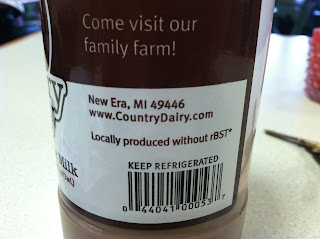 Come visit our
family farm!
New Era, MI 49446
www.CountryDairy.com
Locally produced without rBST*
Milk
KEEP REFRIGERATED
0 44041 00053 7